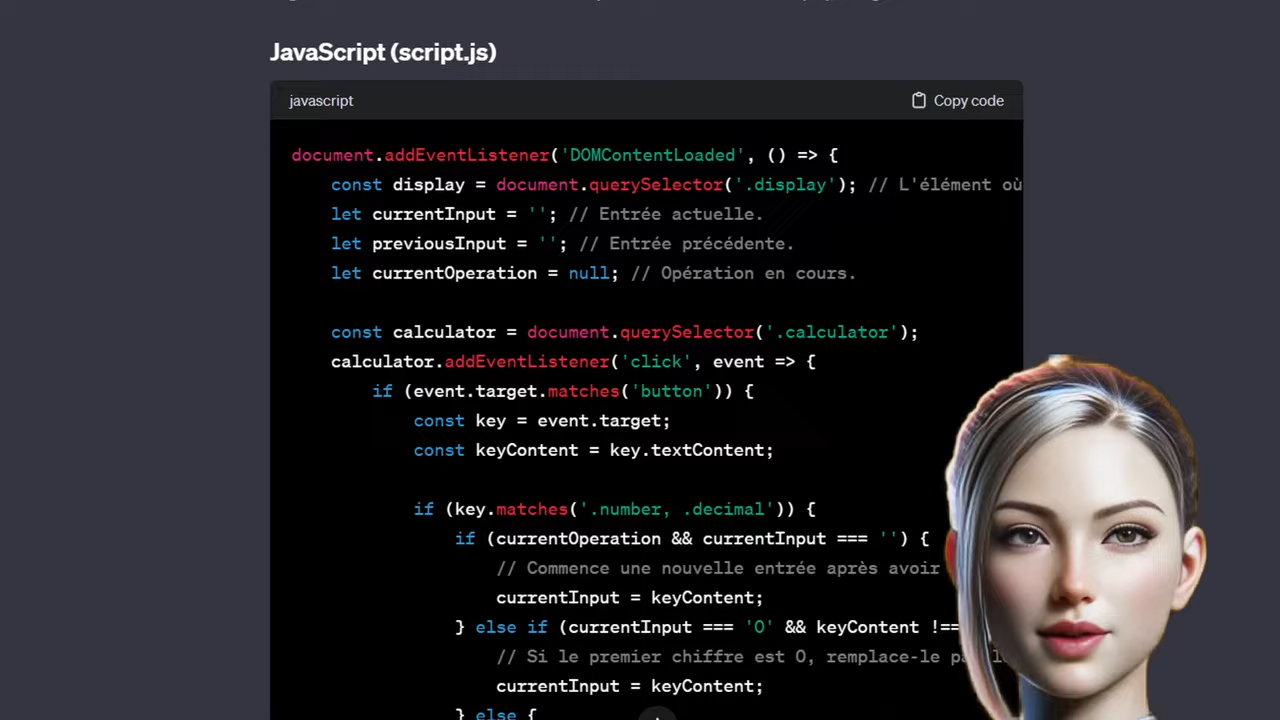 JavaScript (script.js)
javascript
Copy code
document.addEventListener('DOMContentLoaded', () => {
const display = document.querySelector('.display'); // L'élément où
let currentInput = ''; // Entrée actuelle.
let previousInput = ''; // Entrée précédente.
let currentOperation = null; // Opération en cours.
const calculator = document.querySelector('.calculator');
calculator.addEventListener('click', event => {
if (event.target.matches('button')) {
const key = event.target;
const keyContent = key.textContent;
if (key.matches('.number, .decimal')) {
if (currentOperation && currentInput === '') {
// Commence une nouvelle entrée après avoir
currentInput = keyContent;
} else if (currentInput === '0' && keyContent !==
// Si le premier chiffre est 0, remplace-le
currentInput = keyContent;
} else {